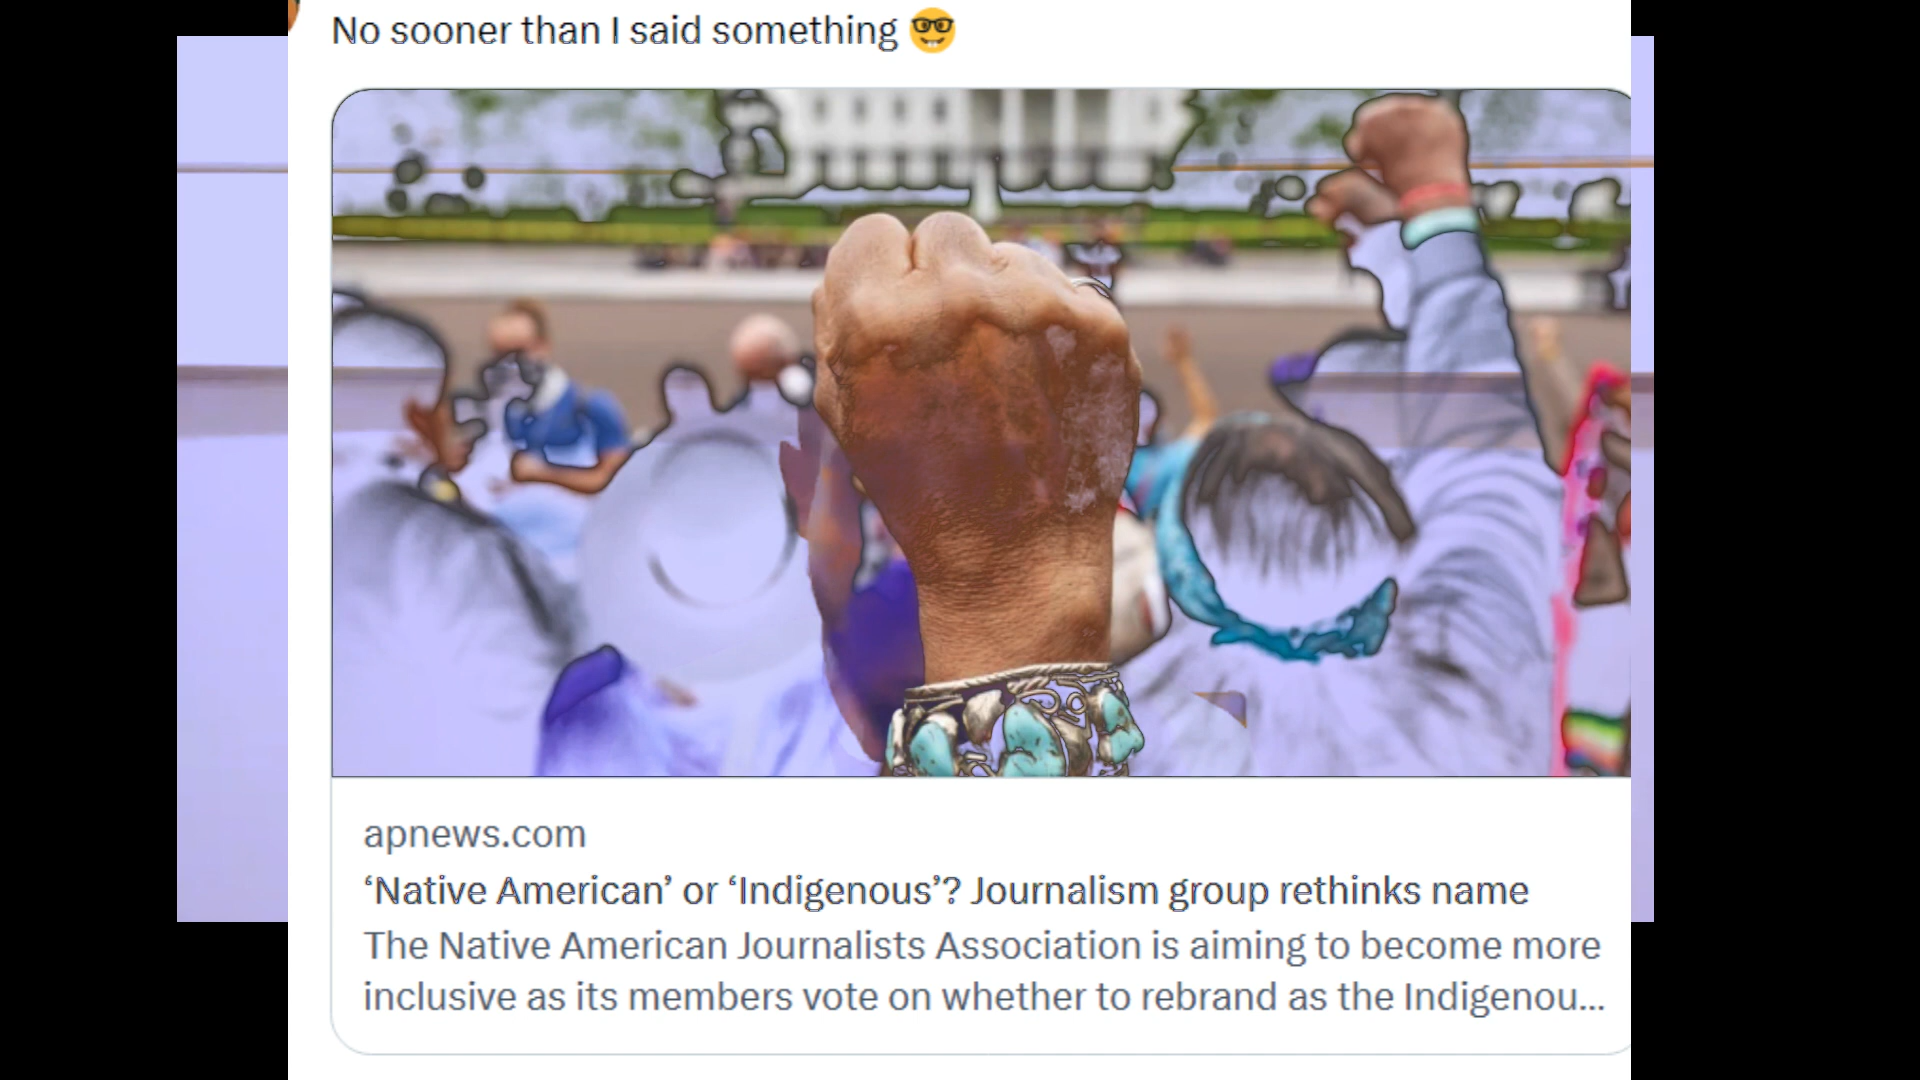 No sooner than I said something 🤓
apnews.com
‘Native American’ or ‘Indigenous’? Journalism group rethinks name
The Native American Journalists Association is aiming to become more
inclusive as its members vote on whether to rebrand as the Indigenou...